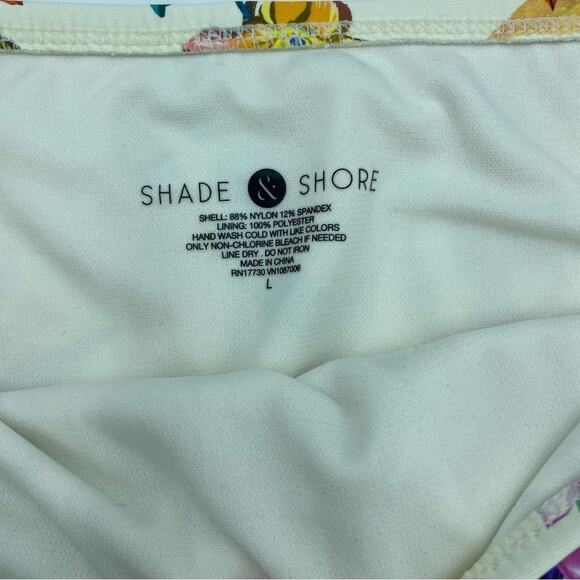 SHADE & SHORE
SHELL: 88% NYLON 12% SPANDEX
LINING: 100% POLYESTER
HAND WASH COLD WITH LIKE COLORS
ONLY NON-CHLORINE BLEACH IF NEEDED
LINE DRY . DO NOT IRON
MADE IN CHINA
RN17730 VN1087006
L